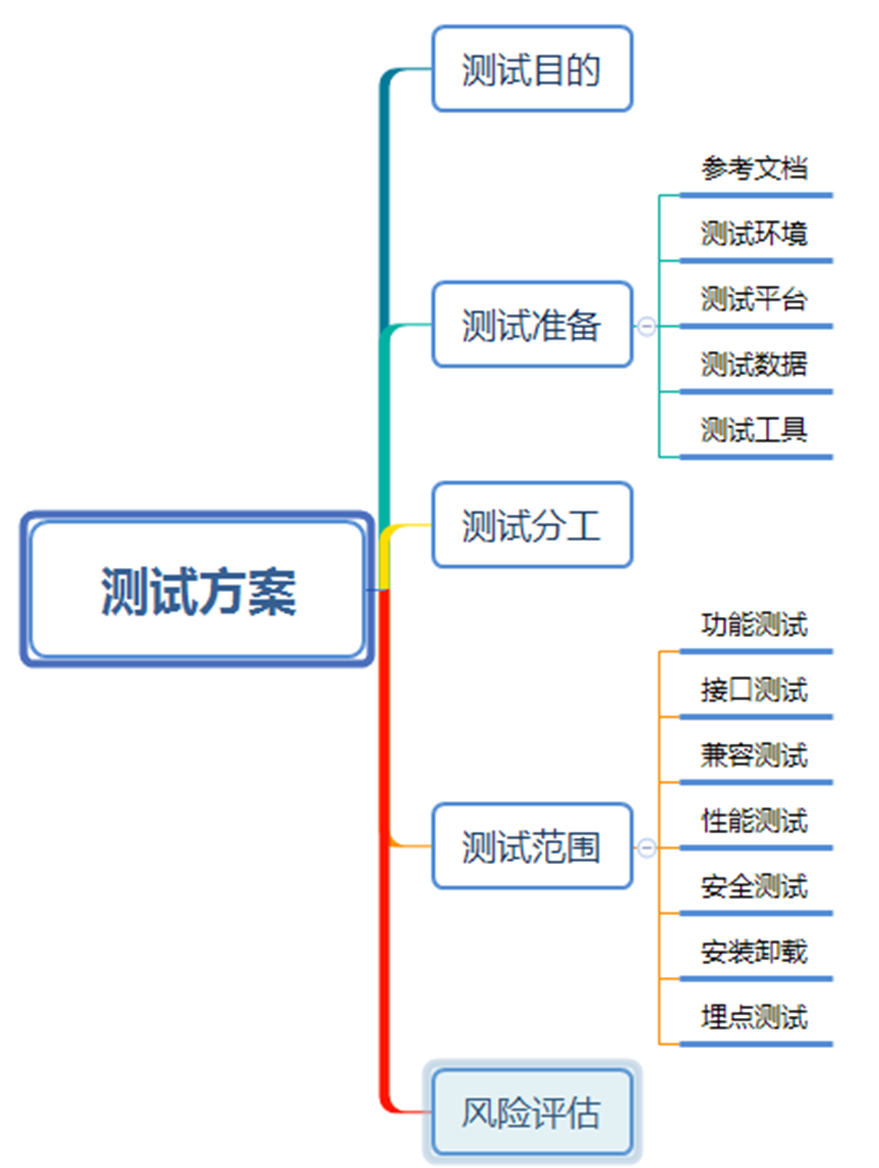 测试方案
测试目的
测试准备
参考文档
测试环境
测试平台
测试数据
测试工具
测试分工
测试范围
功能测试
接口测试
兼容测试
性能测试
安全测试
安装卸载
埋点测试
风险评估